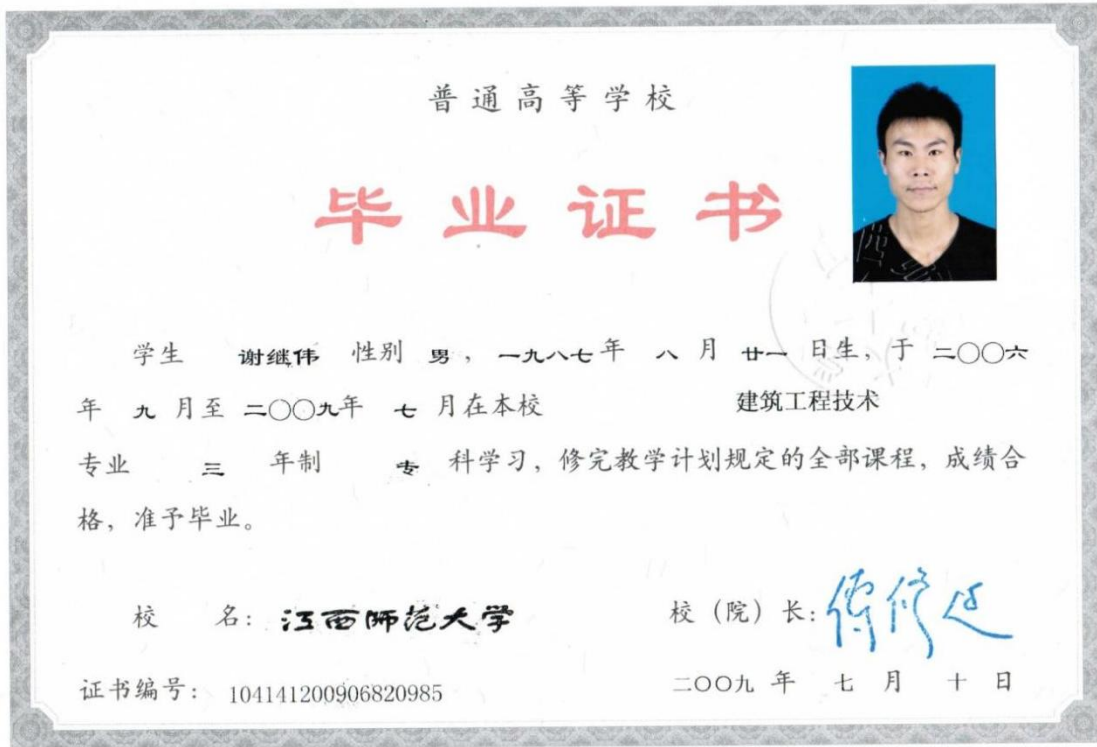 普通高等学校
毕业证书
学生 谢继伟 性别 男，一九八七年 八 月 廿一 日生，于 二〇〇六
年 九 月至 二〇〇九年 七 月在本校 建筑工程技术
专业 三 年制 专 科学习，修完教学计划规定的全部课程，成绩合
格，准予毕业。
校 名：江西师范大学 校（院）长：傅修延
证书编号：104141200906820985 二〇〇九 年 七 月 十 日